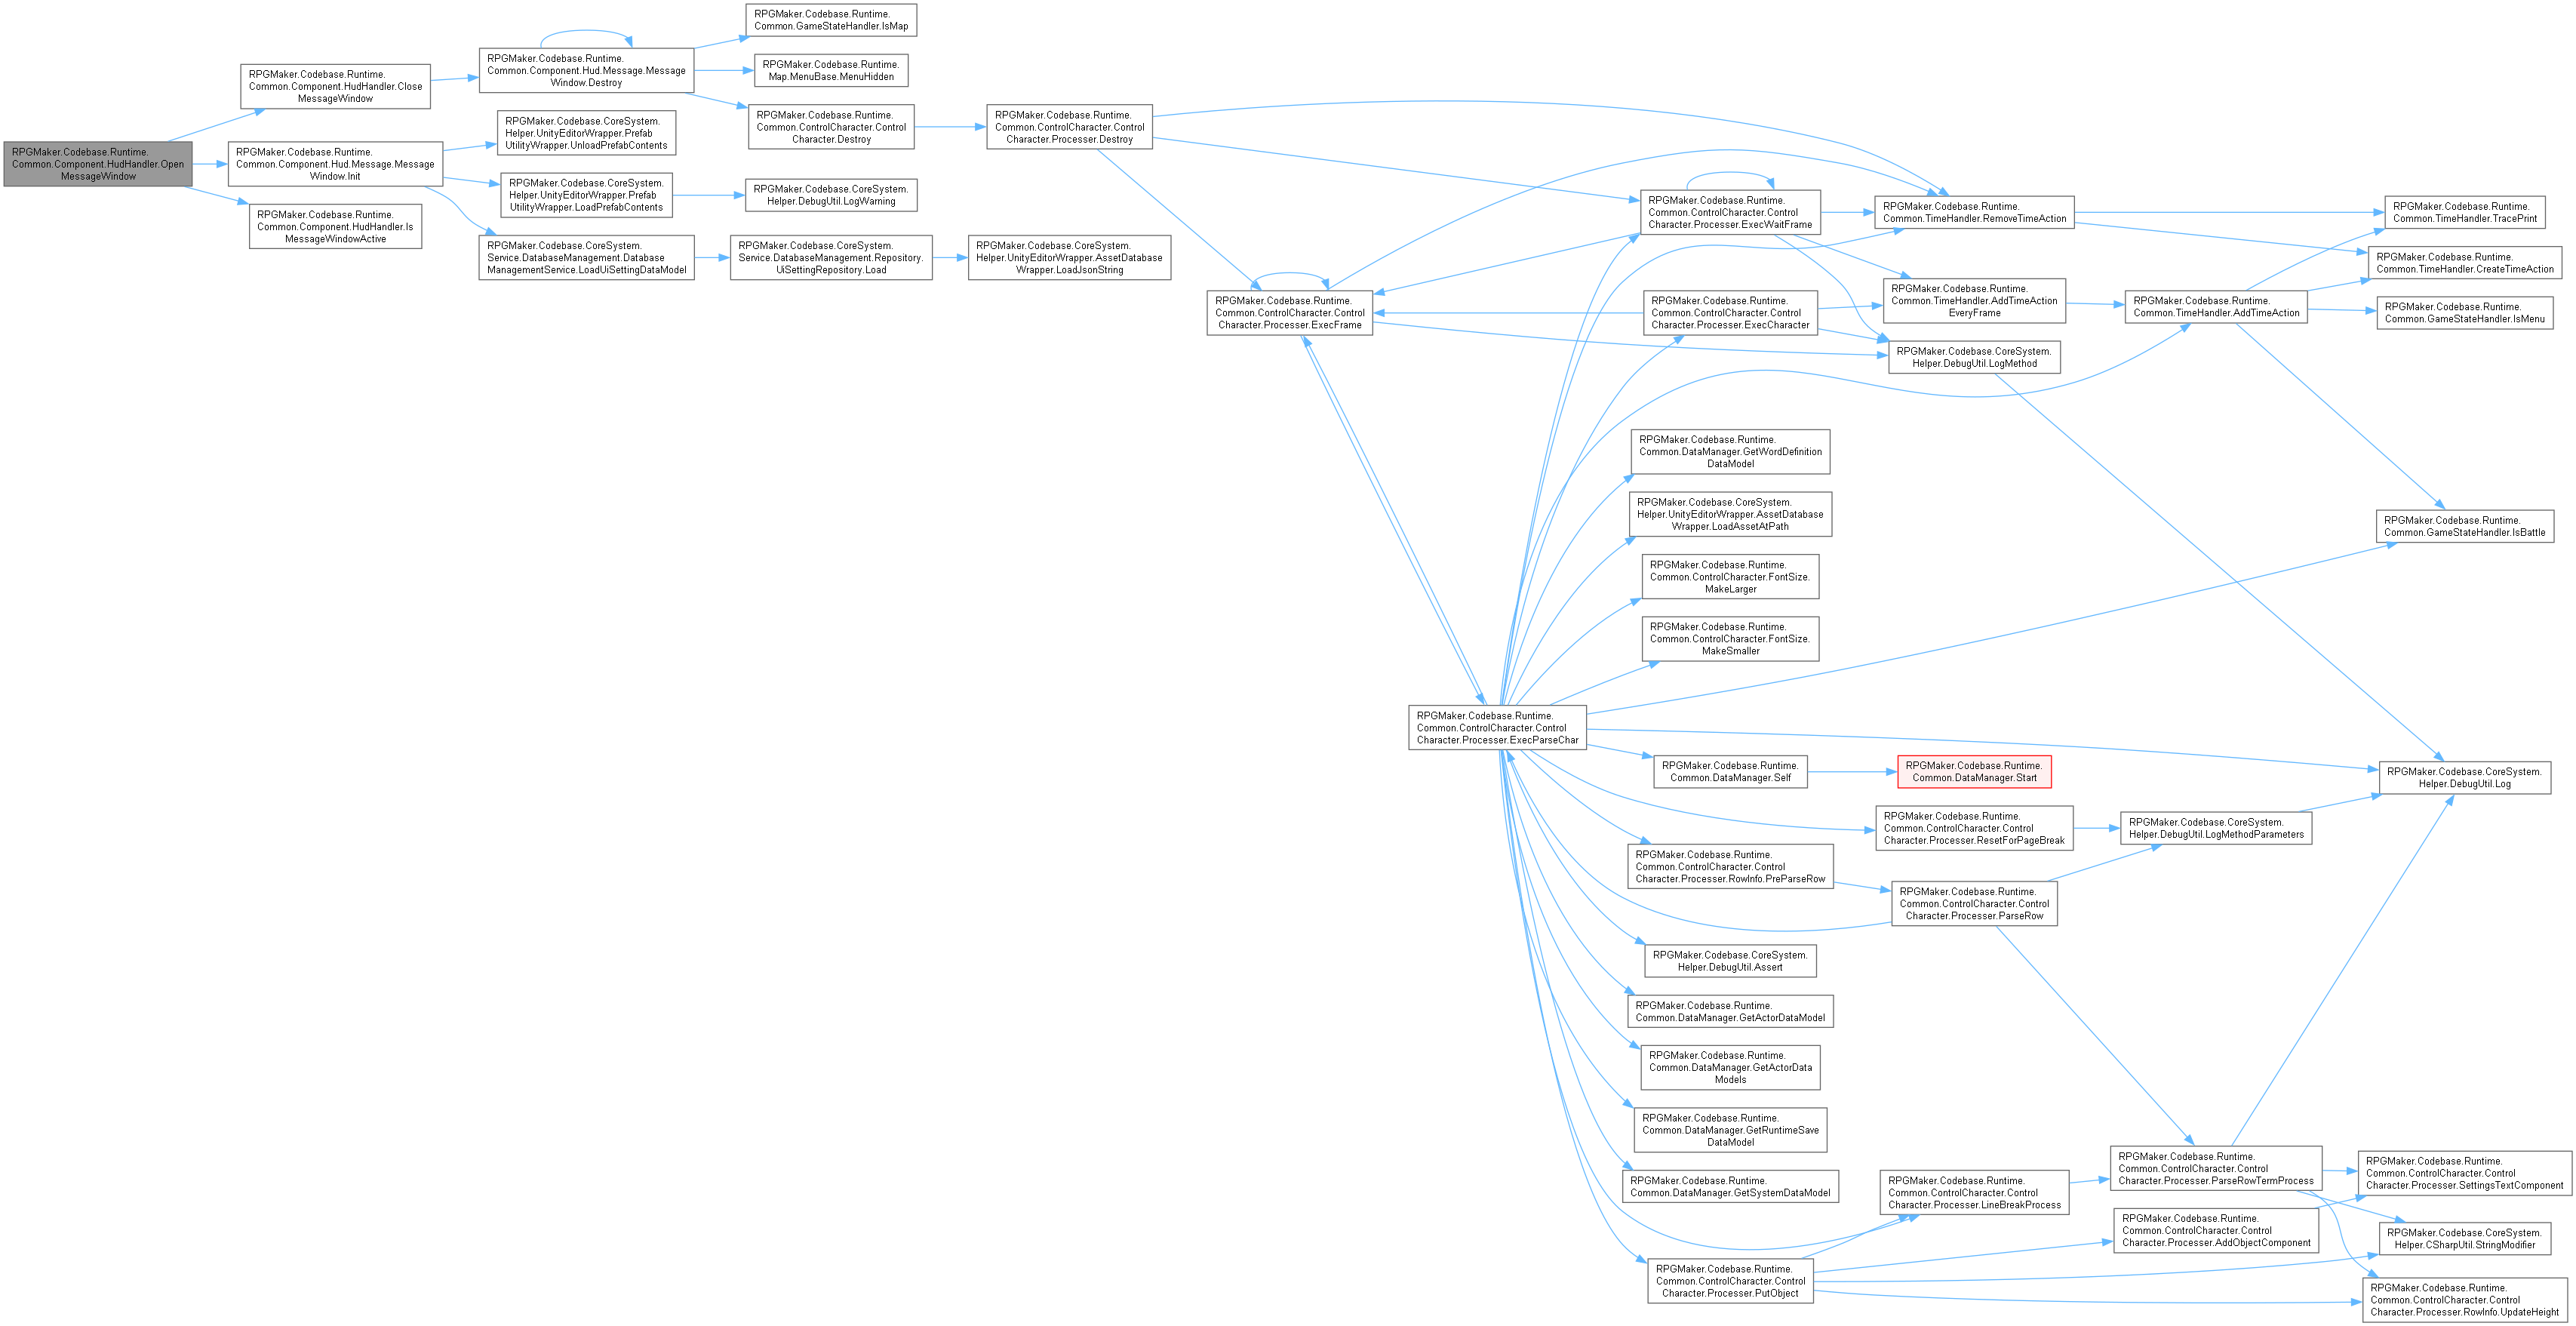 RPGMaker.Codebase.Runtime.
Common.Component.HudHandler.Open
MessageWindow
RPGMaker.Codebase.Runtime.
Common.Component.HudHandler.Close
MessageWindow
RPGMaker.Codebase.Runtime.
Common.Component.Hud.Message.Message
Window.Init
RPGMaker.Codebase.Runtime.
Common.Component.HudHandler.Is
MessageWindowActive
RPGMaker.Codebase.Runtime.
Common.Component.Hud.Message.Message
Window.Destroy
RPGMaker.Codebase.CoreSystem.
Helper.UnityEditorWrapper.Prefab
UtilityWrapper.UnloadPrefabContents
RPGMaker.Codebase.CoreSystem.
Helper.UnityEditorWrapper.Prefab
UtilityWrapper.LoadPrefabContents
RPGMaker.Codebase.CoreSystem.
Service.DatabaseManagement.Database
ManagementService.LoadUiSettingDataModel
RPGMaker.Codebase.Runtime.
Common.GameStateHandler.IsMap
RPGMaker.Codebase.Runtime.
Map.MenuBase.MenuHidden
RPGMaker.Codebase.Runtime.
Common.ControlCharacter.Control
Character.Destroy
RPGMaker.Codebase.CoreSystem.
Helper.DebugUtil.LogWarning
RPGMaker.Codebase.CoreSystem.
Service.DatabaseManagement.Repository.
UiSettingRepository.Load
RPGMaker.Codebase.Runtime.
Common.ControlCharacter.Control
Character.Processer.Destroy
RPGMaker.Codebase.CoreSystem.
Helper.UnityEditorWrapper.AssetDatabase
Wrapper.LoadJsonString
RPGMaker.Codebase.Runtime.
Common.ControlCharacter.Control
Character.Processer.ExecFrame
RPGMaker.Codebase.Runtime.
Common.ControlCharacter.Control
Character.Processer.ExecParseChar
RPGMaker.Codebase.Runtime.
Common.ControlCharacter.Control
Character.Processer.ExecWaitFrame
RPGMaker.Codebase.Runtime.
Common.ControlCharacter.Control
Character.Processer.ExecCharacter
RPGMaker.Codebase.Runtime.
Common.DataManager.GetWordDefinition
DataModel
RPGMaker.Codebase.CoreSystem.
Helper.UnityEditorWrapper.AssetDatabase
Wrapper.LoadAssetAtPath
RPGMaker.Codebase.Runtime.
Common.ControlCharacter.FontSize.
MakeLarger
RPGMaker.Codebase.Runtime.
Common.ControlCharacter.FontSize.
MakeSmaller
RPGMaker.Codebase.Runtime.
Common.DataManager.Self
RPGMaker.Codebase.Runtime.
Common.ControlCharacter.Control
Character.Processer.RowInfo.PreParseRow
RPGMaker.Codebase.CoreSystem.
Helper.DebugUtil.Assert
RPGMaker.Codebase.Runtime.
Common.DataManager.GetActorDataModel
RPGMaker.Codebase.Runtime.
Common.DataManager.GetActorData
Models
RPGMaker.Codebase.Runtime.
Common.DataManager.GetRuntimeSave
DataModel
RPGMaker.Codebase.Runtime.
Common.DataManager.GetSystemDataModel
RPGMaker.Codebase.Runtime.
Common.ControlCharacter.Control
Character.Processer.PutObject
RPGMaker.Codebase.Runtime.
Common.TimeHandler.RemoveTimeAction
RPGMaker.Codebase.Runtime.
Common.TimeHandler.AddTimeAction
EveryFrame
RPGMaker.Codebase.CoreSystem.
Helper.DebugUtil.LogMethod
RPGMaker.Codebase.Runtime.
Common.DataManager.Start
RPGMaker.Codebase.Runtime.
Common.ControlCharacter.Control
Character.Processer.ResetForPageBreak
RPGMaker.Codebase.Runtime.
Common.ControlCharacter.Control
Character.Processer.ParseRow
RPGMaker.Codebase.Runtime.
Common.ControlCharacter.Control
Character.Processer.LineBreakProcess
RPGMaker.Codebase.Runtime.
Common.TimeHandler.AddTimeAction
RPGMaker.Codebase.CoreSystem.
Helper.DebugUtil.LogMethodParameters
RPGMaker.Codebase.Runtime.
Common.ControlCharacter.Control
Character.Processer.ParseRowTermProcess
RPGMaker.Codebase.Runtime.
Common.ControlCharacter.Control
Character.Processer.AddObjectComponent
RPGMaker.Codebase.Runtime.
Common.TimeHandler.TracePrint
RPGMaker.Codebase.Runtime.
Common.TimeHandler.CreateTimeAction
RPGMaker.Codebase.Runtime.
Common.GameStateHandler.IsMenu
RPGMaker.Codebase.Runtime.
Common.GameStateHandler.IsBattle
RPGMaker.Codebase.CoreSystem.
Helper.DebugUtil.Log
RPGMaker.Codebase.Runtime.
Common.ControlCharacter.Control
Character.Processer.SettingsTextComponent
RPGMaker.Codebase.CoreSystem.
Helper.CSharpUtil.StringModifier
RPGMaker.Codebase.Runtime.
Common.ControlCharacter.Control
Character.Processer.RowInfo.UpdateHeight